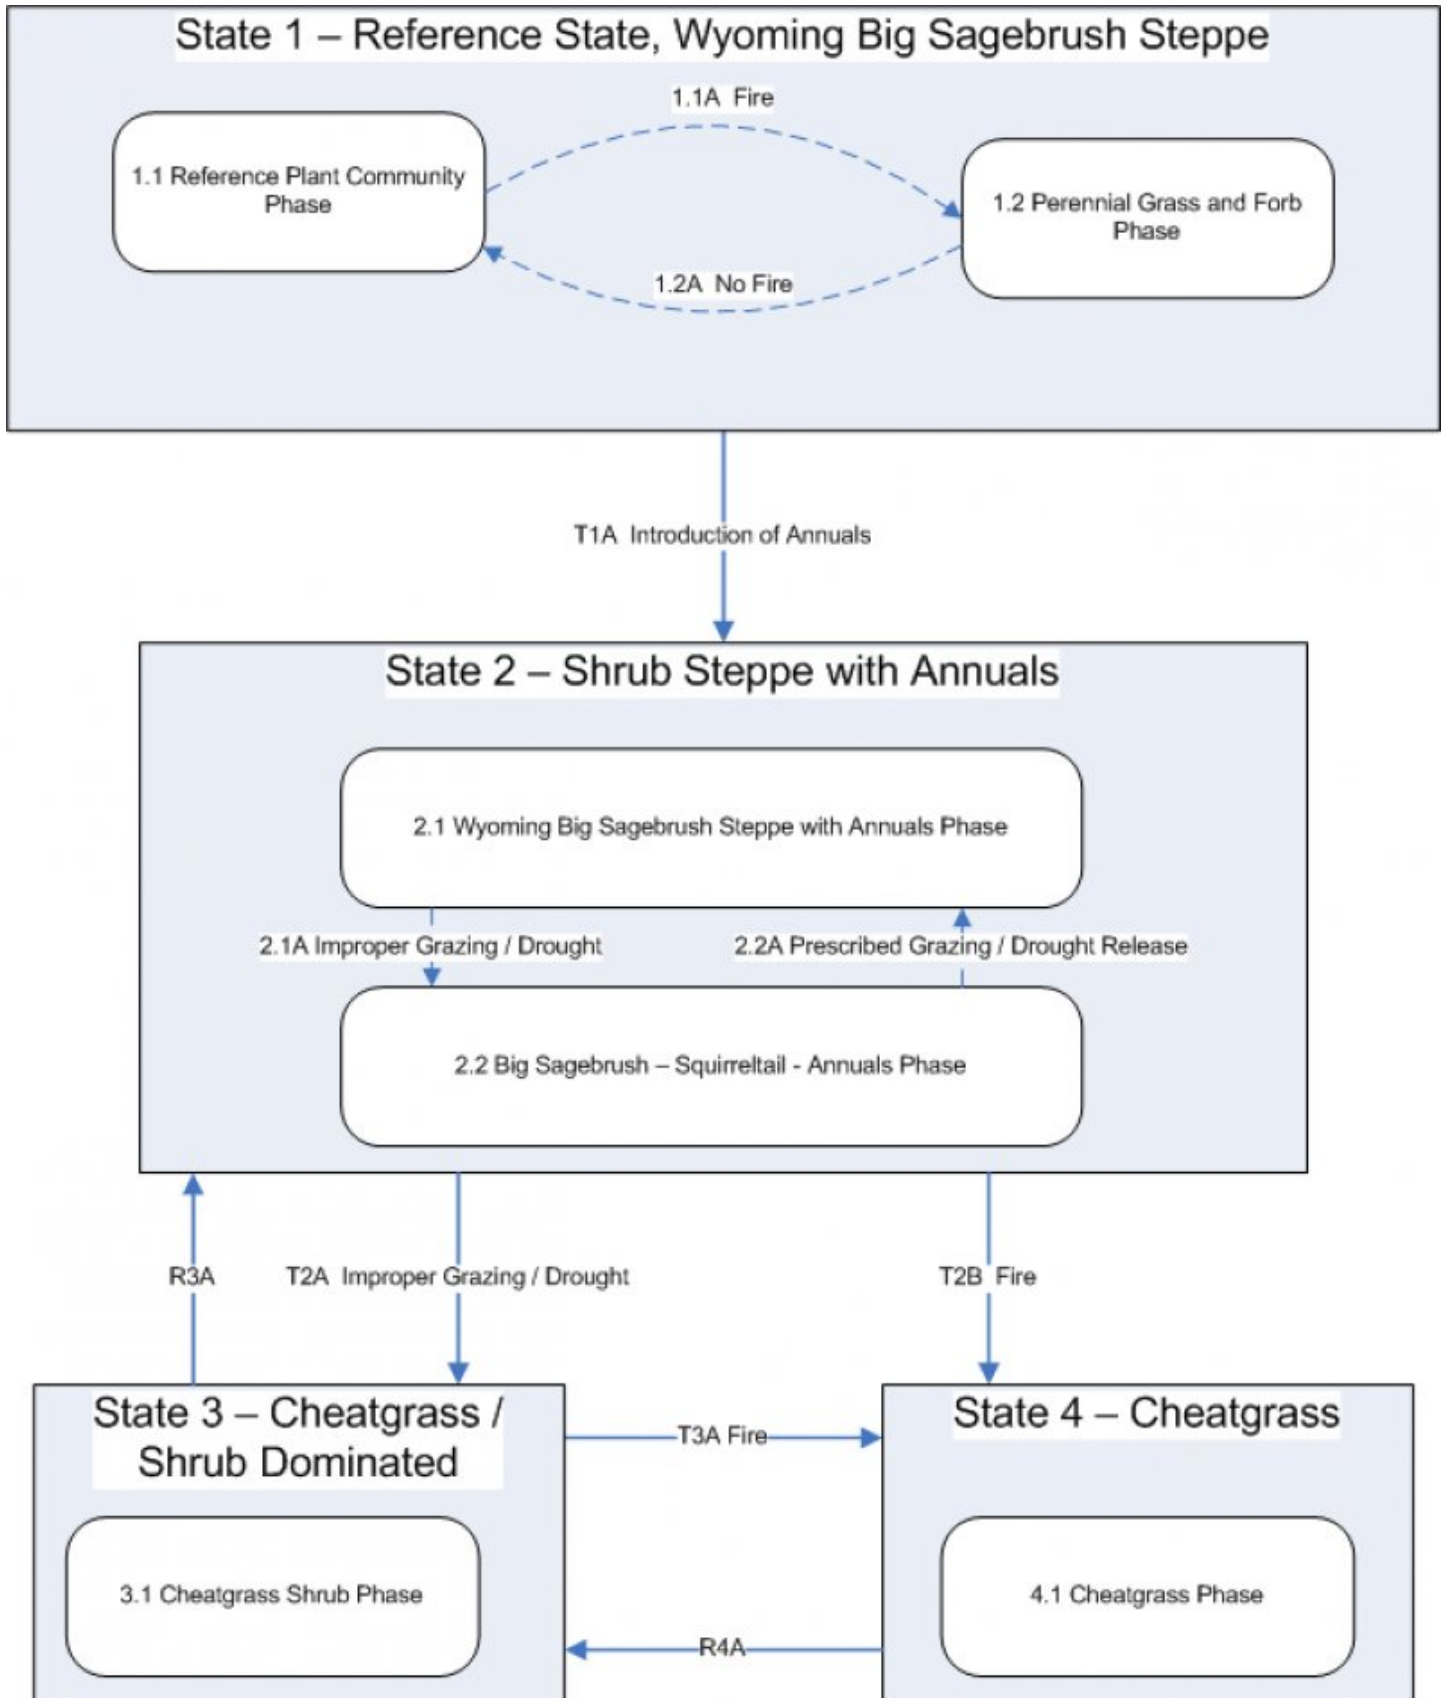 State 1 – Reference State, Wyoming Big Sagebrush Steppe
1.1A  Fire
1.1 Reference Plant Community
Phase
1.2 Perennial Grass and Forb
Phase
1.2A  No Fire
T1A  Introduction of Annuals
State 2 – Shrub Steppe with Annuals
2.1 Wyoming Big Sagebrush Steppe with Annuals Phase
2.1A Improper Grazing / Drought
2.2A Prescribed Grazing / Drought Release
2.2 Big Sagebrush – Squirreltail - Annuals Phase
R3A
T2A  Improper Grazing / Drought
T2B  Fire
State 3 – Cheatgrass /
Shrub Dominated
T3A Fire
State 4 – Cheatgrass
3.1 Cheatgrass Shrub Phase
4.1 Cheatgrass Phase
R4A